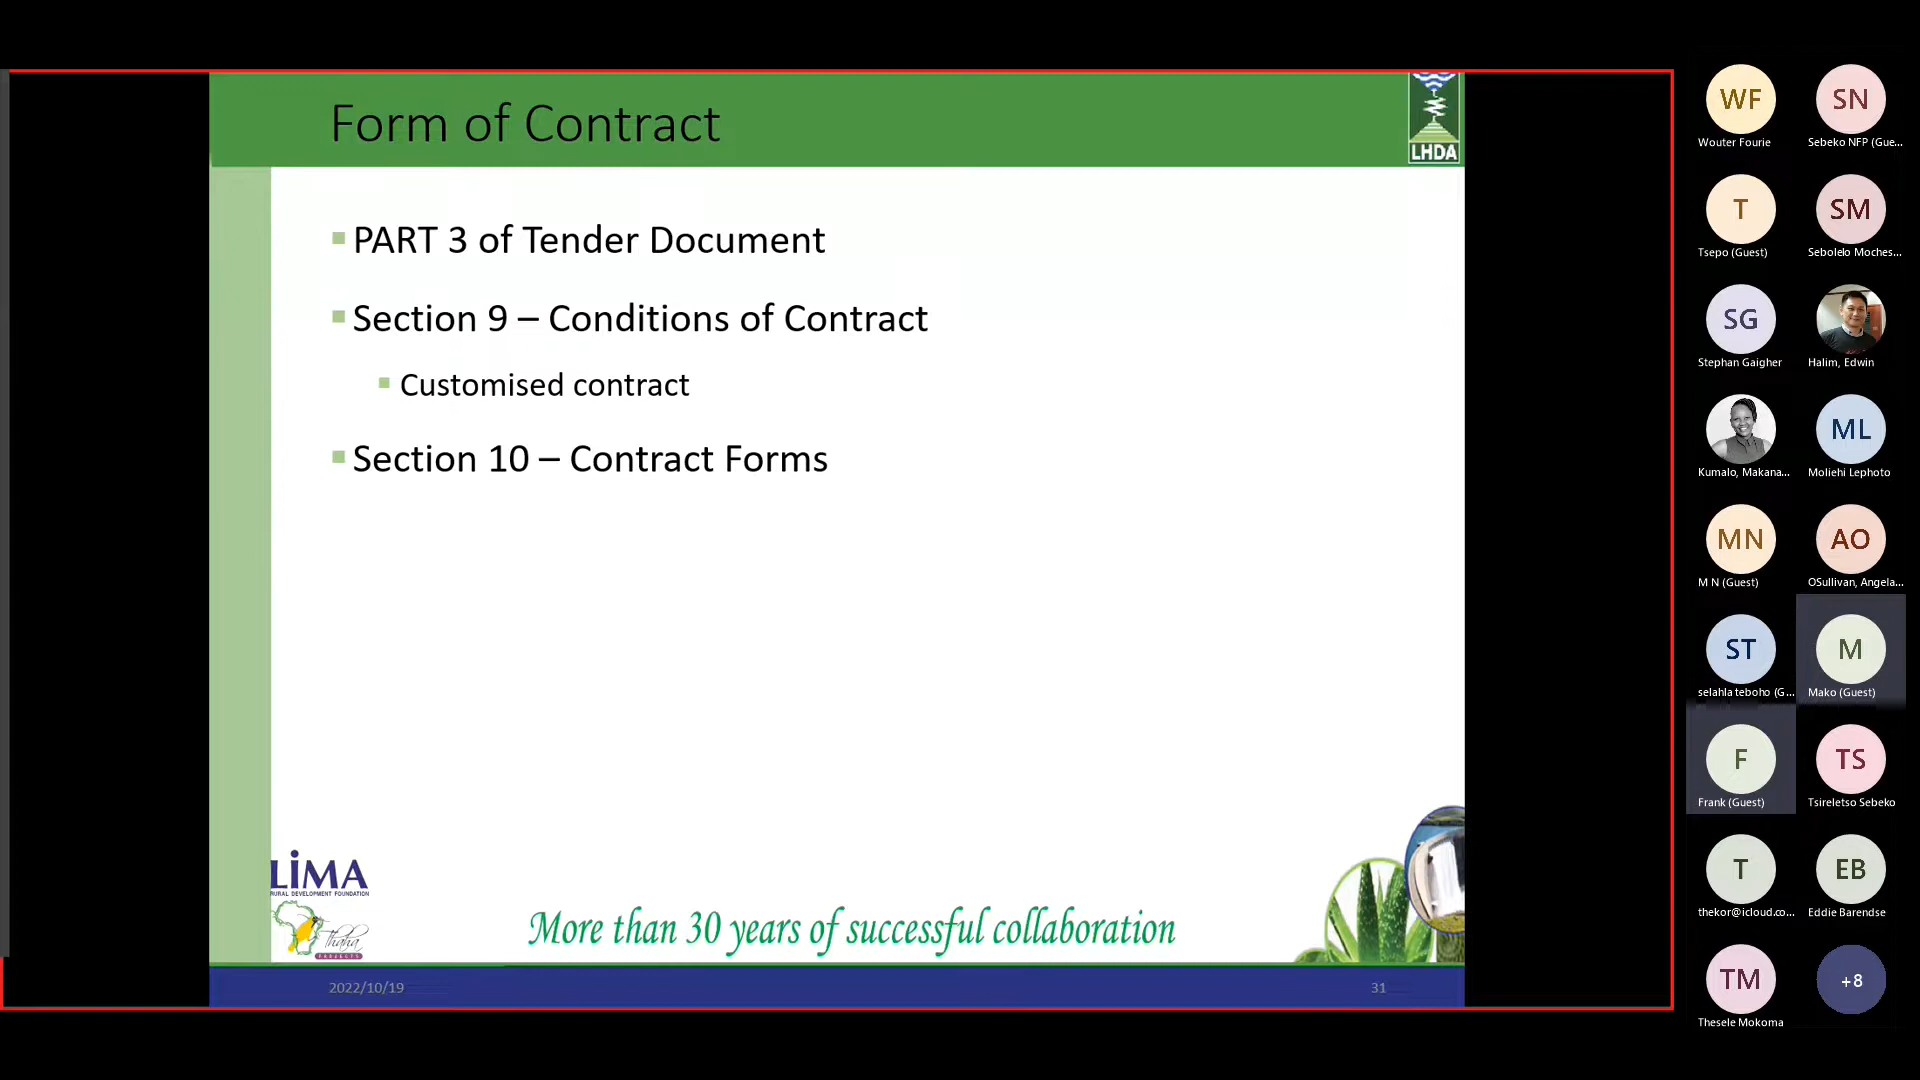 Form of Contract
LHDA
PART 3 of Tender Document
Section 9 – Conditions of Contract
Customised contract
Section 10 – Contract Forms
LiMA
RURAL DEVELOPMENT FOUNDATION
Thaha
PROJECTS
More than 30 years of successful collaboration
2022/10/19
31
WF
Wouter Fourie
SN
Sebeko NFP (Gue...
T
Tsepo (Guest)
SM
Sebolelo Moches...
SG
Stephan Gaigher
Halim, Edwin
Kumalo, Makana...
ML
Moliehi Lephoto
MN
M N (Guest)
AO
OSullivan, Angela...
ST
selahla teboho (G...
M
Mako (Guest)
F
Frank (Guest)
TS
Tsireletso Sebeko
T
thekor@icloud.co...
EB
Eddie Barendse
TM
Thesele Mokoma
+8